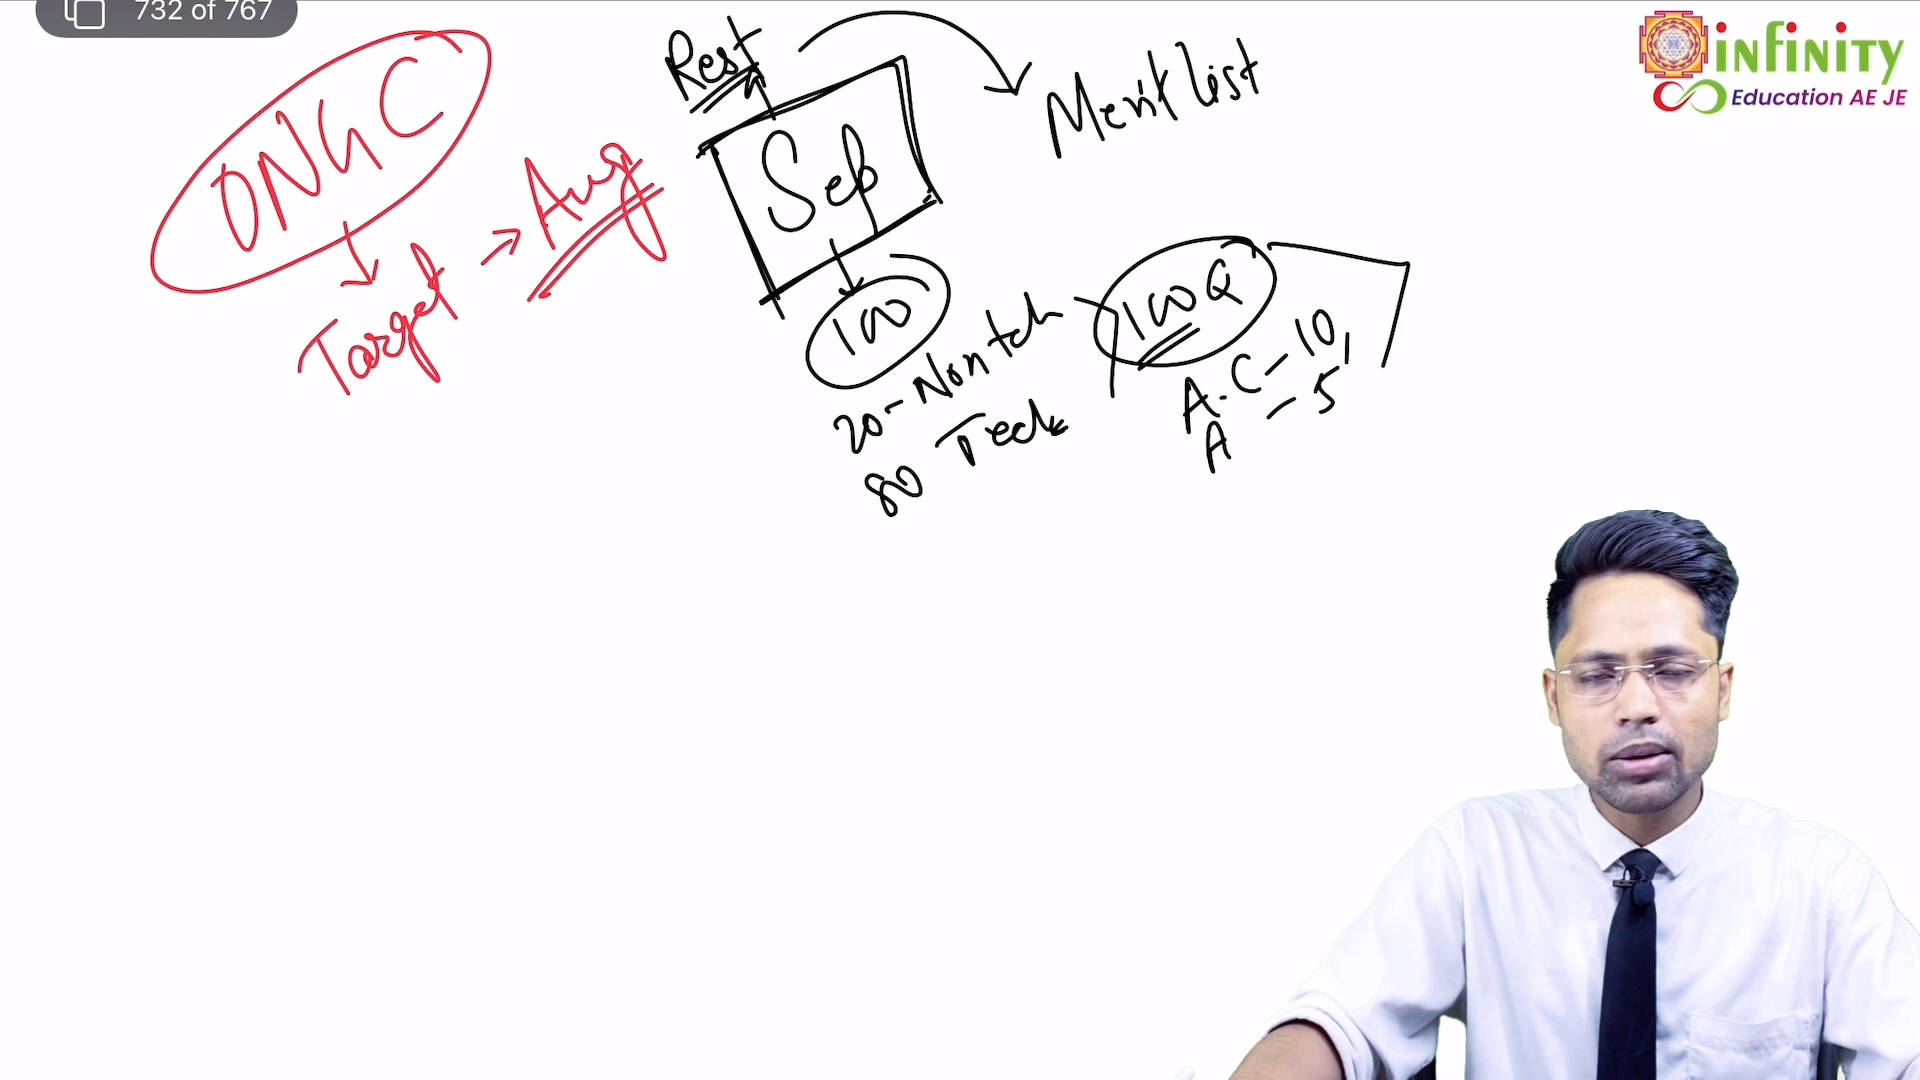 732 of 767
ONGC
Target → Aug
Rest
Sep
Merit list
100
20 - Non tch
80 Tech
100 Q
A.C - 10,
A - 5
infinity
Education AE JE